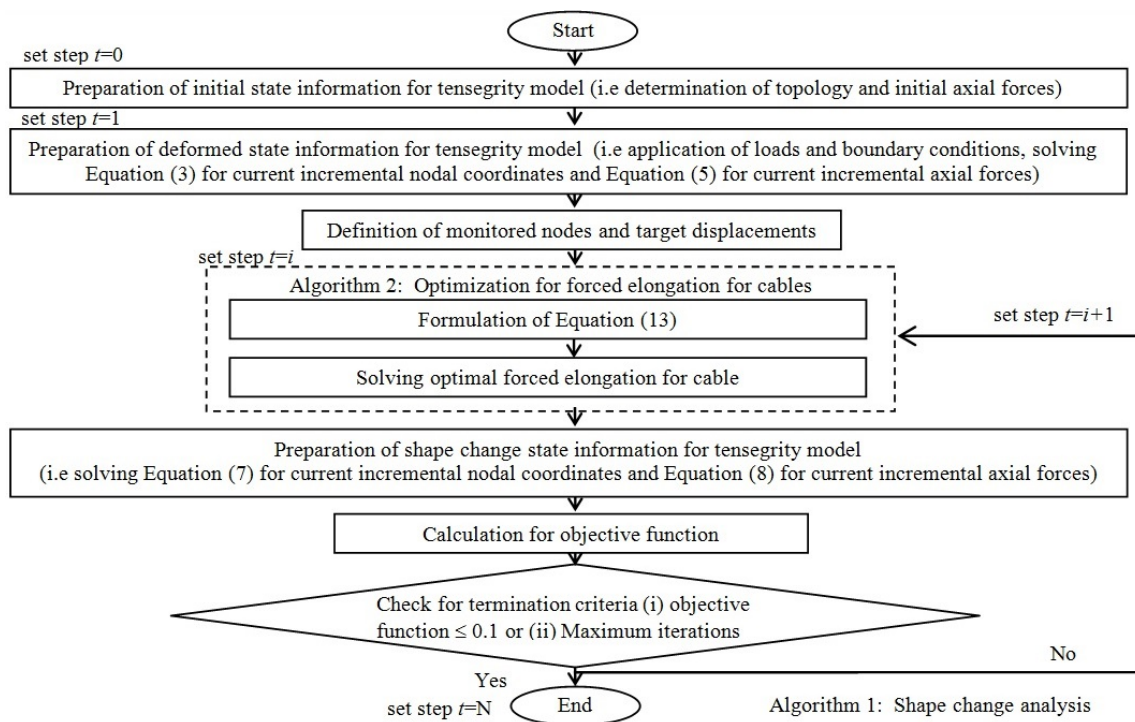 Start
set step t=0
Preparation of initial state information for tensegrity model (i.e determination of topology and initial axial forces)
set step t=1
Preparation of deformed state information for tensegrity model (i.e application of loads and boundary conditions, solving
Equation (3) for current incremental nodal coordinates and Equation (5) for current incremental axial forces)
Definition of monitored nodes and target displacements
set step t=i
Algorithm 2: Optimization for forced elongation for cables
Formulation of Equation (13)
set step t=i+1
Solving optimal forced elongation for cable
Preparation of shape change state information for tensegrity model
(i.e solving Equation (7) for current incremental nodal coordinates and Equation (8) for current incremental axial forces)
Calculation for objective function
Check for termination criteria (i) objective
function ≤ 0.1 or (ii) Maximum iterations
No
Yes
set step t=N
End
Algorithm 1: Shape change analysis